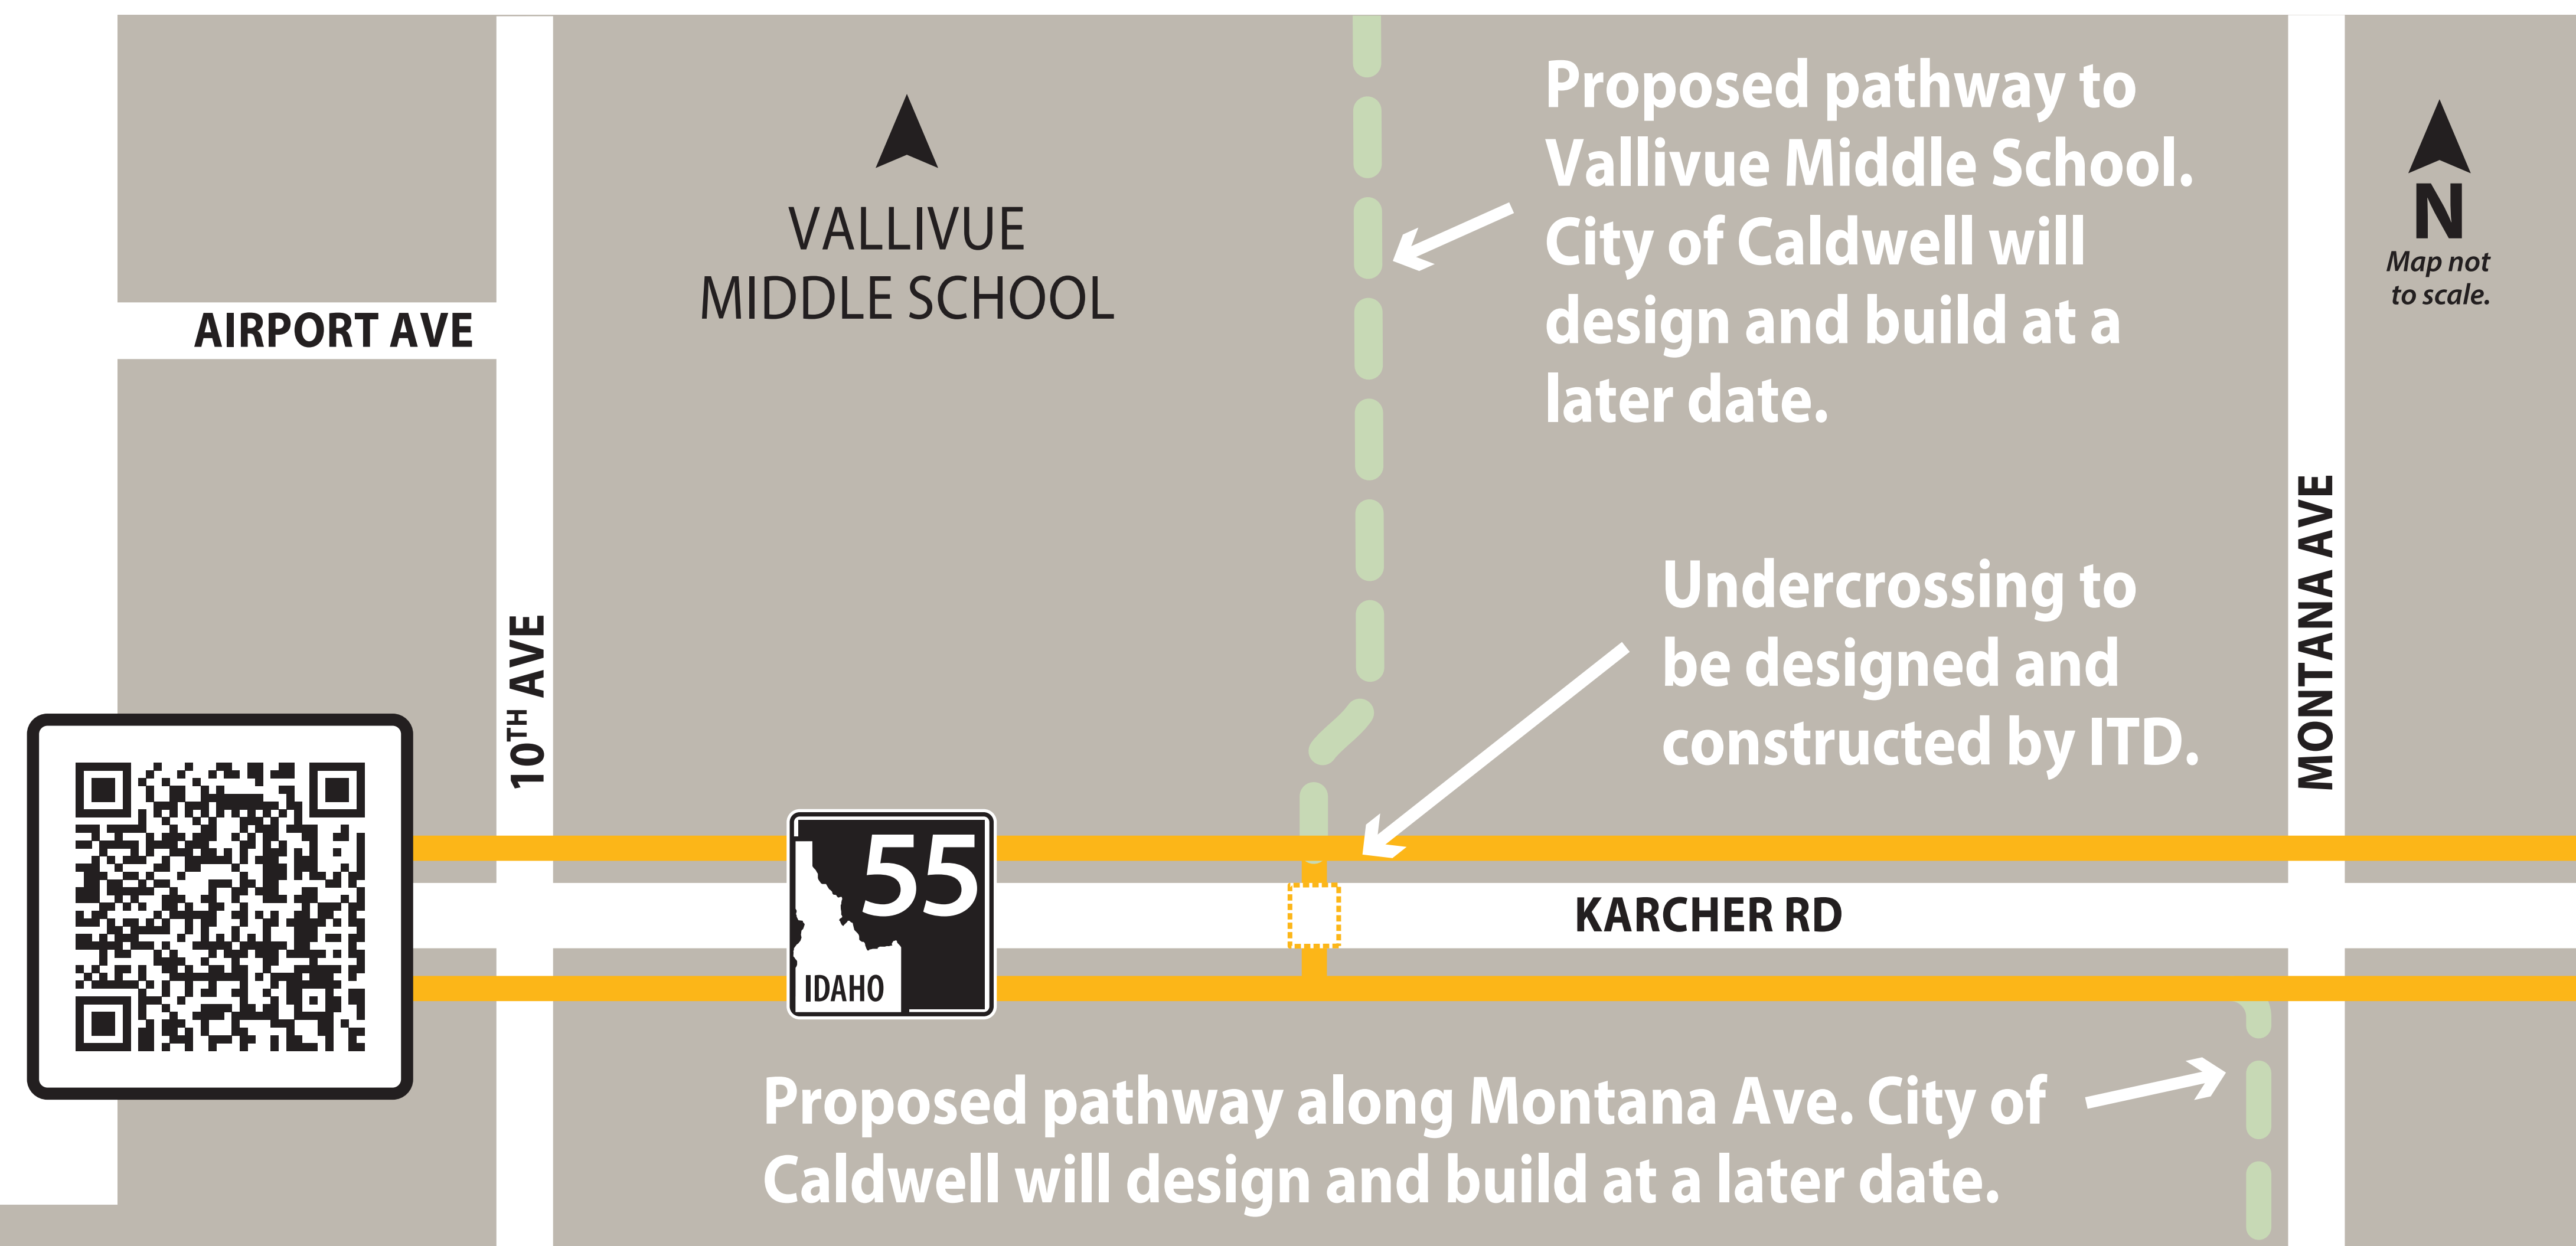 Proposed pathway to
Vallivue Middle School.
City of Caldwell will
design and build at a
later date.
VALLIVUE
MIDDLE SCHOOL
N
Map not
to scale.
AIRPORT AVE
10TH AVE
MONTANA AVE
Undercrossing to
be designed and
constructed by ITD.
55
IDAHO
KARCHER RD
Proposed pathway along Montana Ave. City of
Caldwell will design and build at a later date.